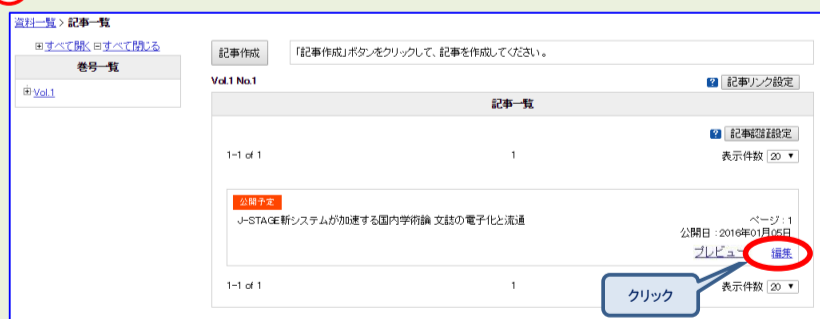 資料一覧 > 記事一覧
すべて開く すべて閉じる
巻号一覧
Vol.1
記事作成
「記事作成」ボタンをクリックして、記事を作成してください。
Vol.1 No.1
? 記事リンク設定
記事一覧
? 記事認証設定
1-1 of 1 1 表示件数 20 ▼
公開予定
J-STAGE新システムが加速する国内学術論 文誌の電子化と流通
ページ : 1
公開日 : 2016年01月05日
プレビュー 編集
1-1 of 1 1 表示件数 20 ▼
クリック